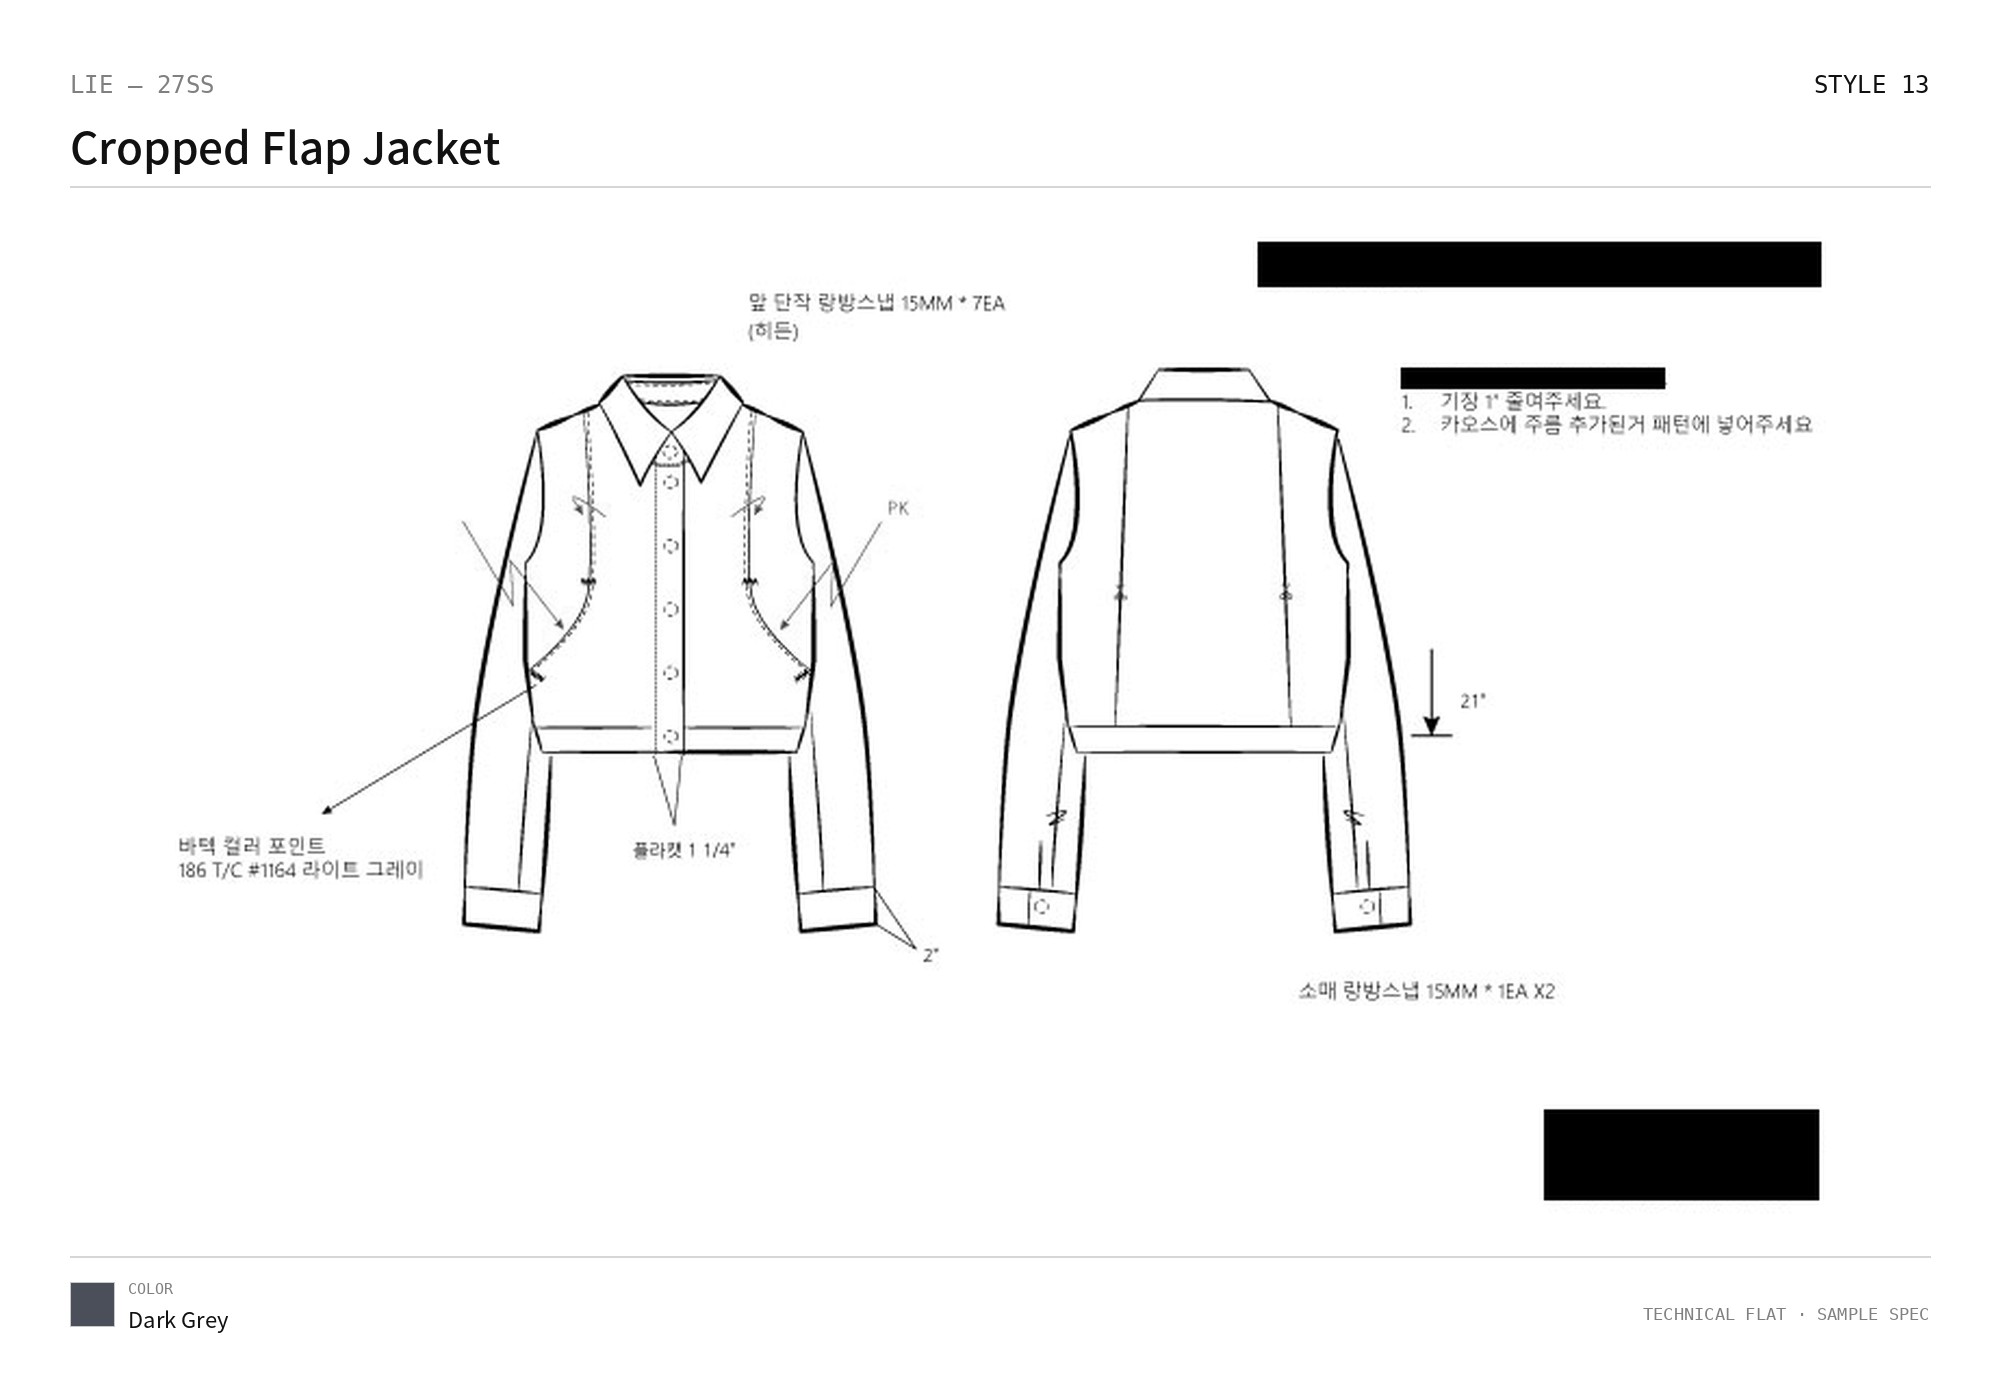 LIE — 27SS
STYLE 13
Cropped Flap Jacket
앞 단작 랑방스냅 15MM * 7EA
(히든)
1. 기장 1" 줄여주세요.
2. 카오스에 주름 추가된거 패턴에 넣어주세요
PK
21"
바텍 컬러 포인트
186 T/C #1164 라이트 그레이
플라캣 1 1/4"
2"
소매 랑방스냅 15MM * 1EA X2
COLOR
Dark Grey
TECHNICAL FLAT · SAMPLE SPEC